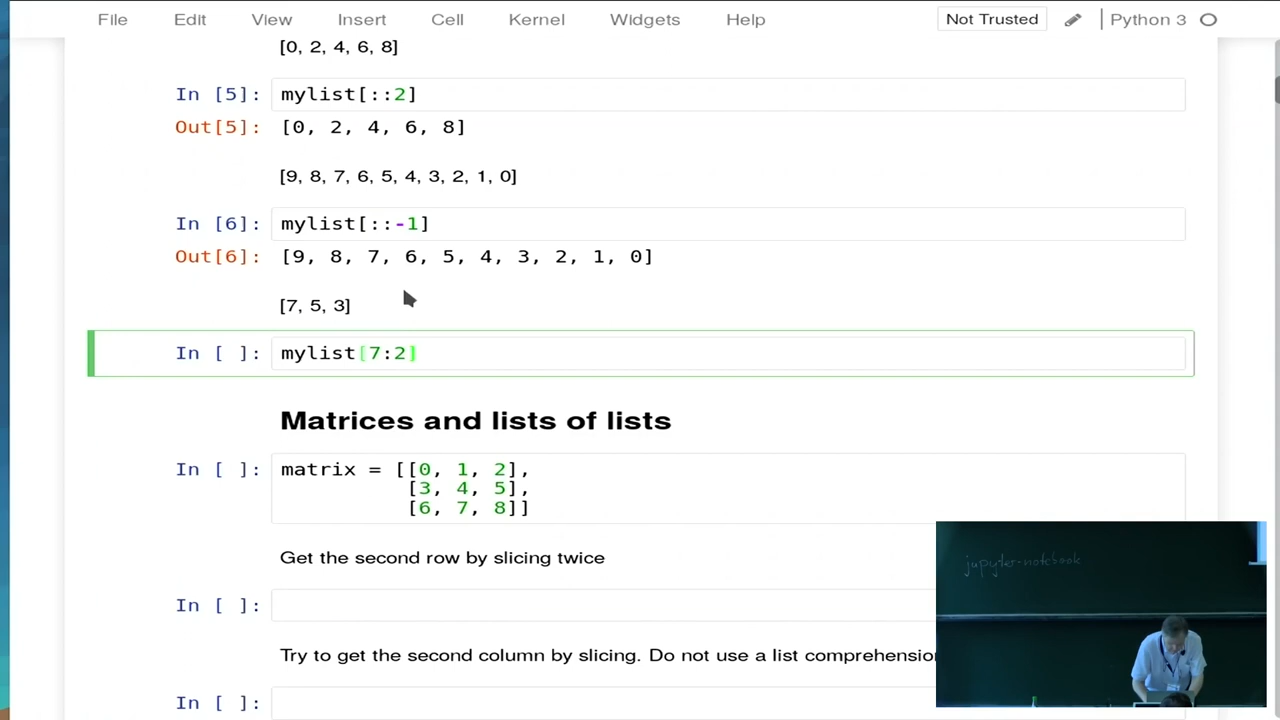 File Edit View Insert Cell Kernel Widgets Help Not Trusted Python 3
[0, 2, 4, 6, 8]
In [5]: mylist[::2]
Out[5]: [0, 2, 4, 6, 8]
[9, 8, 7, 6, 5, 4, 3, 2, 1, 0]
In [6]: mylist[::-1]
Out[6]: [9, 8, 7, 6, 5, 4, 3, 2, 1, 0]
[7, 5, 3]
In [ ]: mylist[7:2]
Matrices and lists of lists
In [ ]: matrix = [[0, 1, 2],
[3, 4, 5],
[6, 7, 8]]
Get the second row by slicing twice
In [ ]:
Try to get the second column by slicing. Do not use a list comprehension
In [ ]:
jupyter-notebook